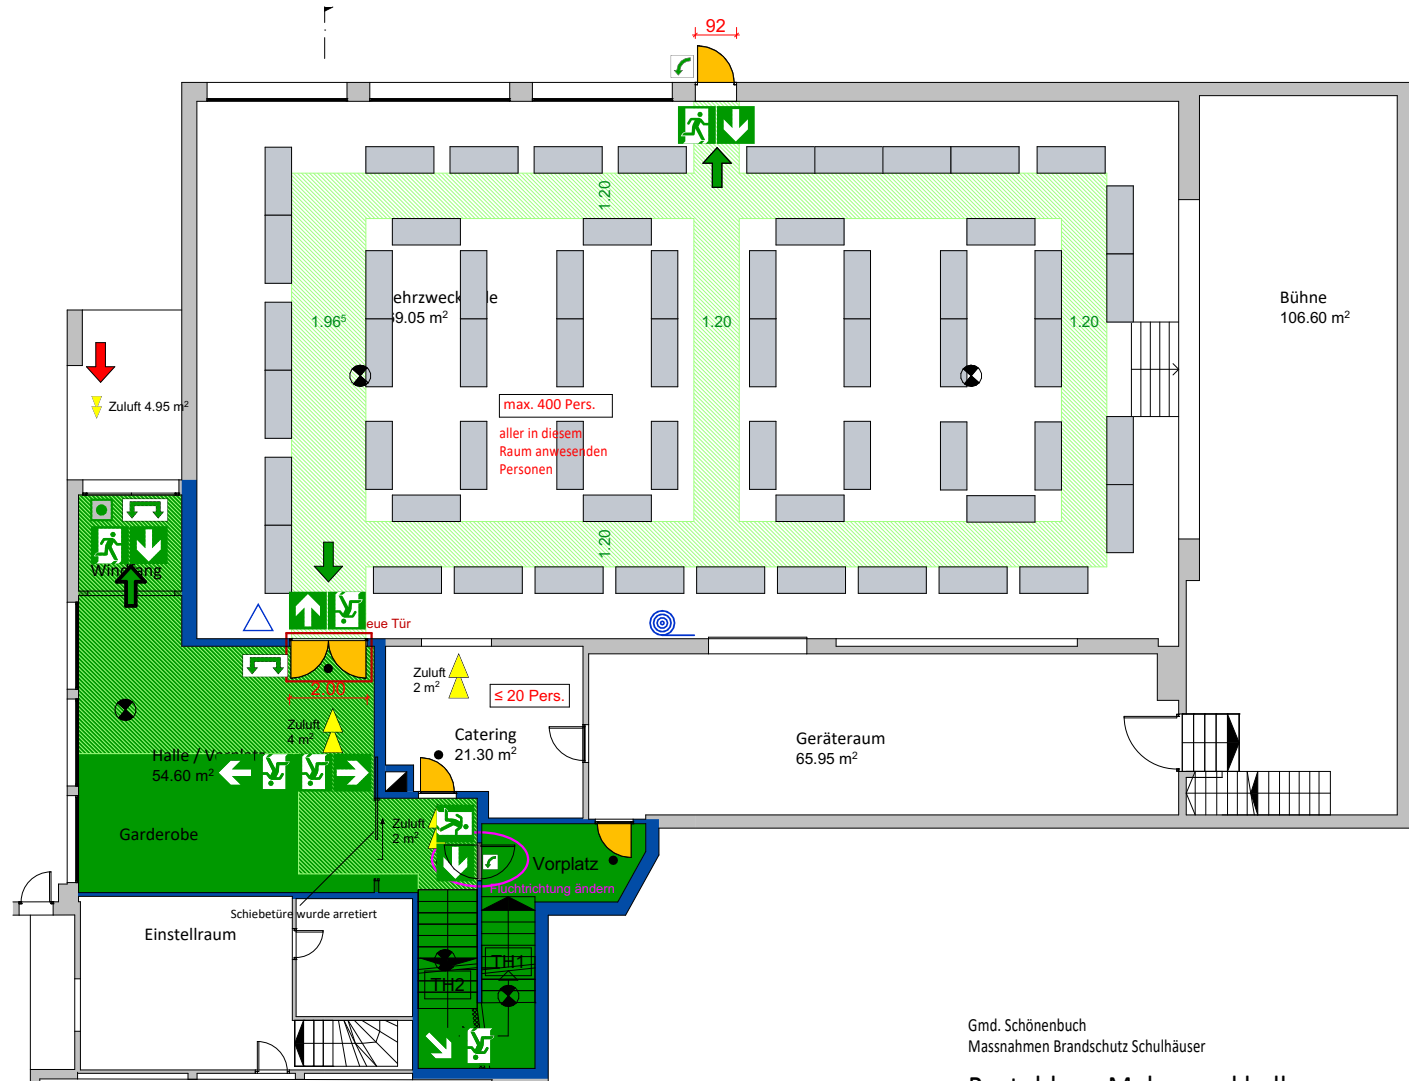 92
1.20
ehrzweck
le
9.05 m²
1.96⁵
1.20
1.20
Bühne
106.60 m²
Zuluft 4.95 m²
max. 400 Pers.
aller in diesem
Raum anwesenden
Personen
1.20
Windfang
eue Tür
2.00
Zuluft
2 m²
≤ 20 Pers.
Zuluft
4 m²
Catering
21.30 m²
Geräteraum
65.95 m²
Halle / Vorplatz
54.60 m²
Garderobe
Zuluft
2 m²
Vorplatz
Fluchtrichtung ändern
Schiebetüre wurde arretiert
Einstellraum
TH1
TH2
Gmd. Schönenbuch
Massnahmen Brandschutz Schulhäuser